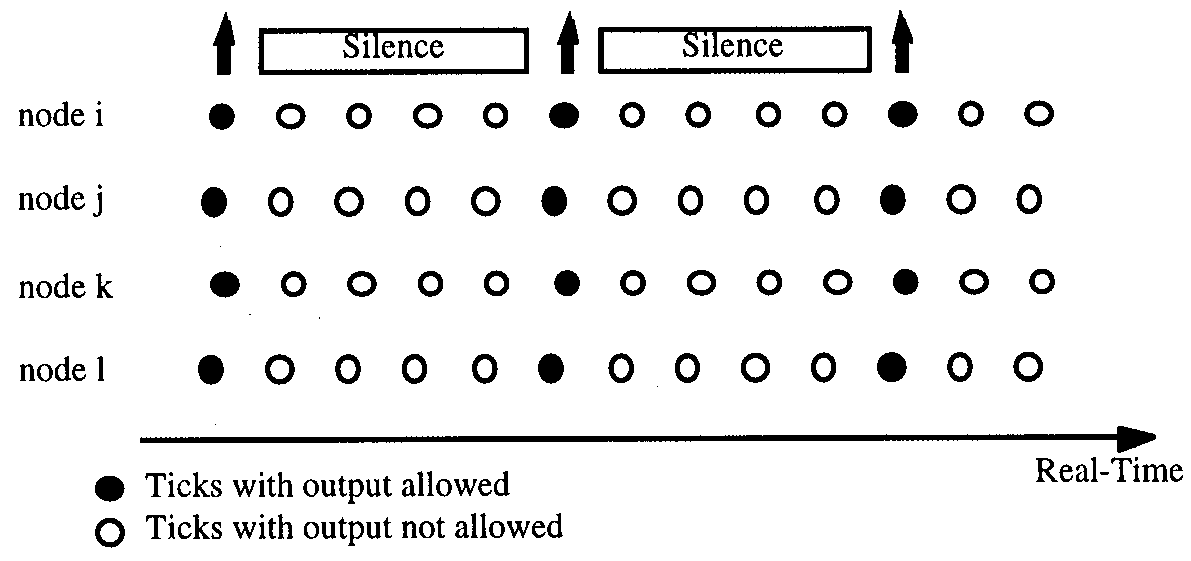 Silence Silence
node i
node j
node k
node l
Real-Time
Ticks with output allowed
Ticks with output not allowed